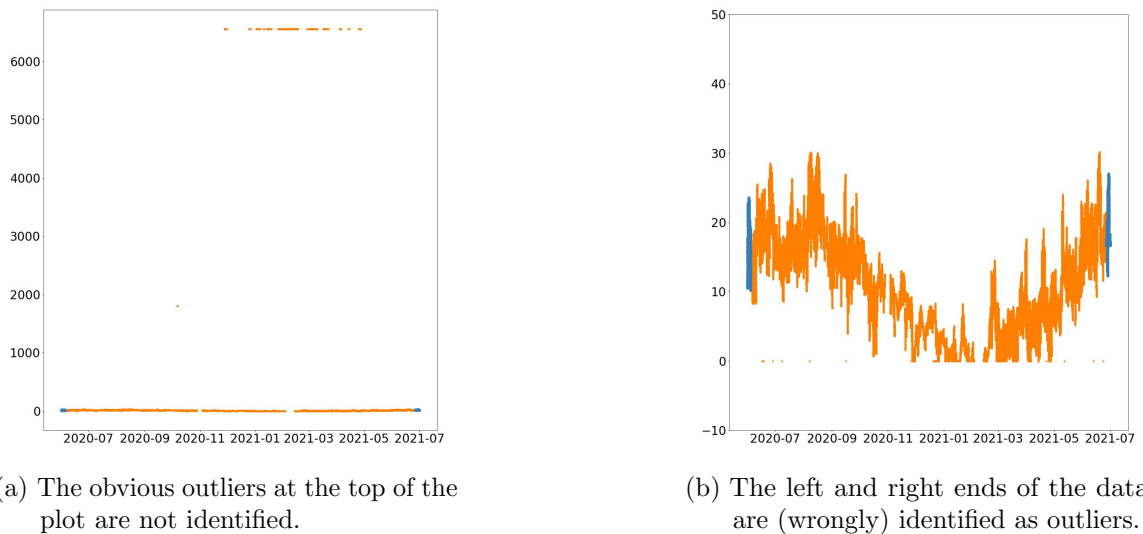 6000
5000
4000
3000
2000
1000
0
2020-07 2020-09 2020-11 2021-01 2021-03 2021-05 2021-07
50
40
30
20
10
0
−10
2020-07 2020-09 2020-11 2021-01 2021-03 2021-05 2021-07
a) The obvious outliers at the top of the
plot are not identified.
(b) The left and right ends of the data
are (wrongly) identified as outliers.